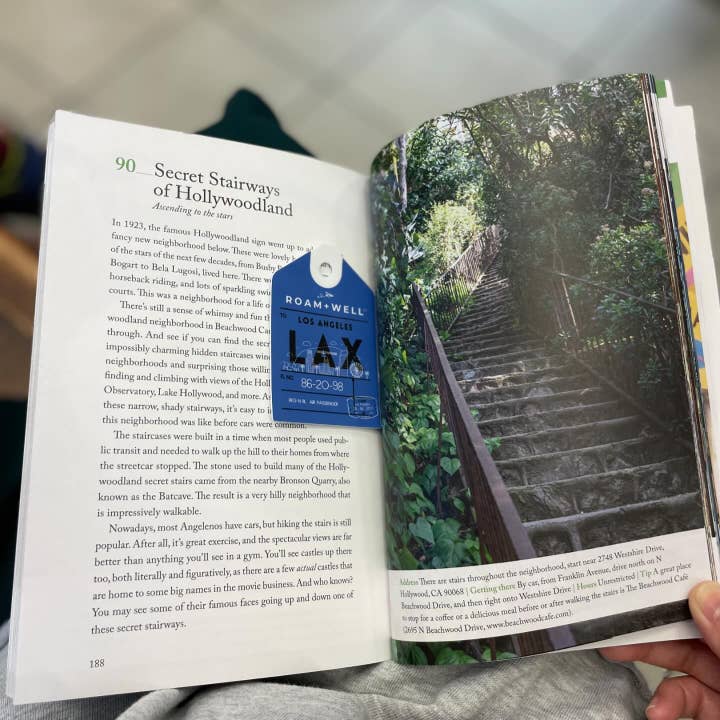 90
Secret Stairways
of Hollywoodland
Ascending to the stars
In 1923, the famous Hollywoodland sign went up to
fancy new neighborhood below. These were lovely
of the stars of the next few decades, from Busby
Bogart to Bela Lugosi, lived here. There
horseback riding, and lots of sparkling
courts. This was a neighborhood for a life
There's still a sense of whimsy and fun
woodland neighborhood in Beachwood
through. And see if you can find the
impossibly charming hidden staircases
neighborhoods and surprising those
finding and climbing with views of the
Observatory, Lake Hollywood, and more.
these narrow, shady stairways, it's easy to
this neighborhood was like before cars were common.
The staircases were built in a time when most people used pub-
lic transit and needed to walk up the hill to their homes from where
the streetcar stopped. The stone used to build many of the Holly-
woodland secret stairs came from the nearby Bronson Quarry, also
known as the Batcave. The result is a very hilly neighborhood that
is impressively walkable.
Nowadays, most Angelenos have cars, but hiking the stairs is still
popular. After all, it's great exercise, and the spectacular views are far
better than anything you'll see in a gym. You'll see castles up there
too, both literally and figuratively, as there are a few actual castles that
are home to some big names in the movie business. And who knows?
You may see some of their famous faces going up and down one of
these secret stairways.
188
ROAM+WELL
TO
LOS ANGELES
LAX
86-20-98
AIR PASSENGER
Address There are stairs throughout the neighborhood, start near 2748 Westshire Drive,
Hollywood, CA 90068 | Getting there By car, from Franklin Avenue, drive north on N
Beachwood Drive, and then right onto Westshire Drive | Hours Unrestricted | Tip A great place
to stop for a coffee or a delicious meal before or after walking the stairs is The Beachwood Cafe
(2695 N Beachwood Drive, www.beachwoodcafe.com).